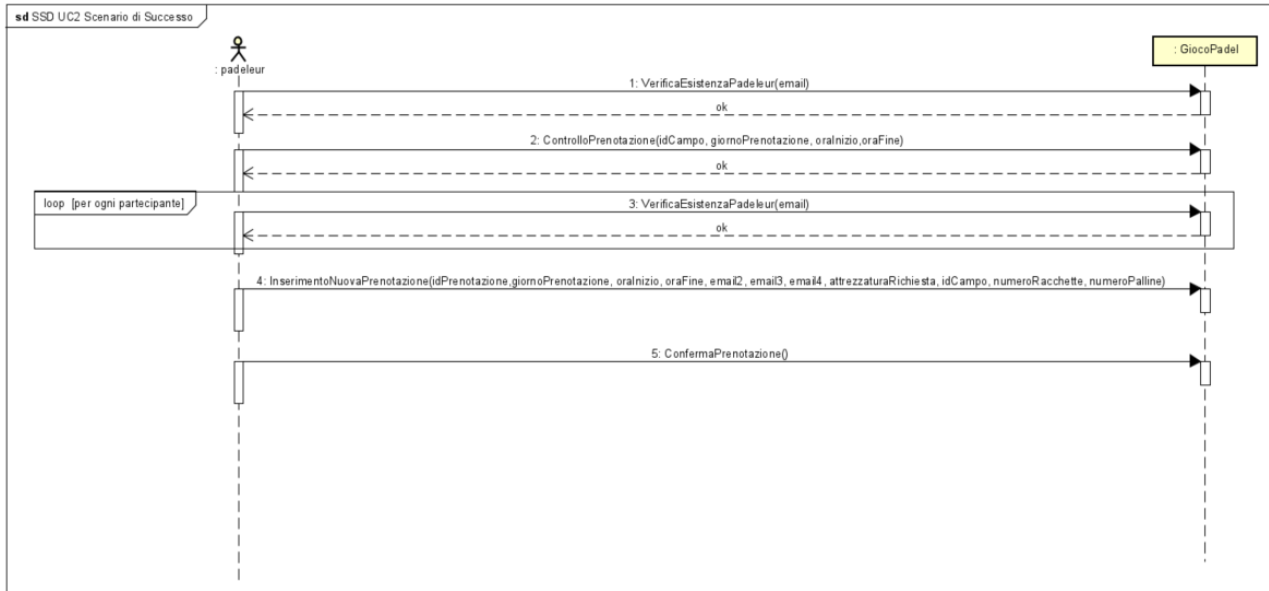 sd SSD UC2 Scenario di Successo
: padeleur
: GiocoPadel
1: VerificaEsistenzaPadeleur(email)
ok
2: ControlloPrenotazione(idCampo, giornoPrenotazione, oraInizio,oraFine)
ok
loop [per ogni partecipante]
3: VerificaEsistenzaPadeleur(email)
ok
4: InserimentoNuovaPrenotazione(idPrenotazione,giornoPrenotazione, oraInizio, oraFine, email2, email3, email4, attrezzaturaRichiesta, idCampo, numeroRacchette, numeroPalline)
5: ConfermaPrenotazione()